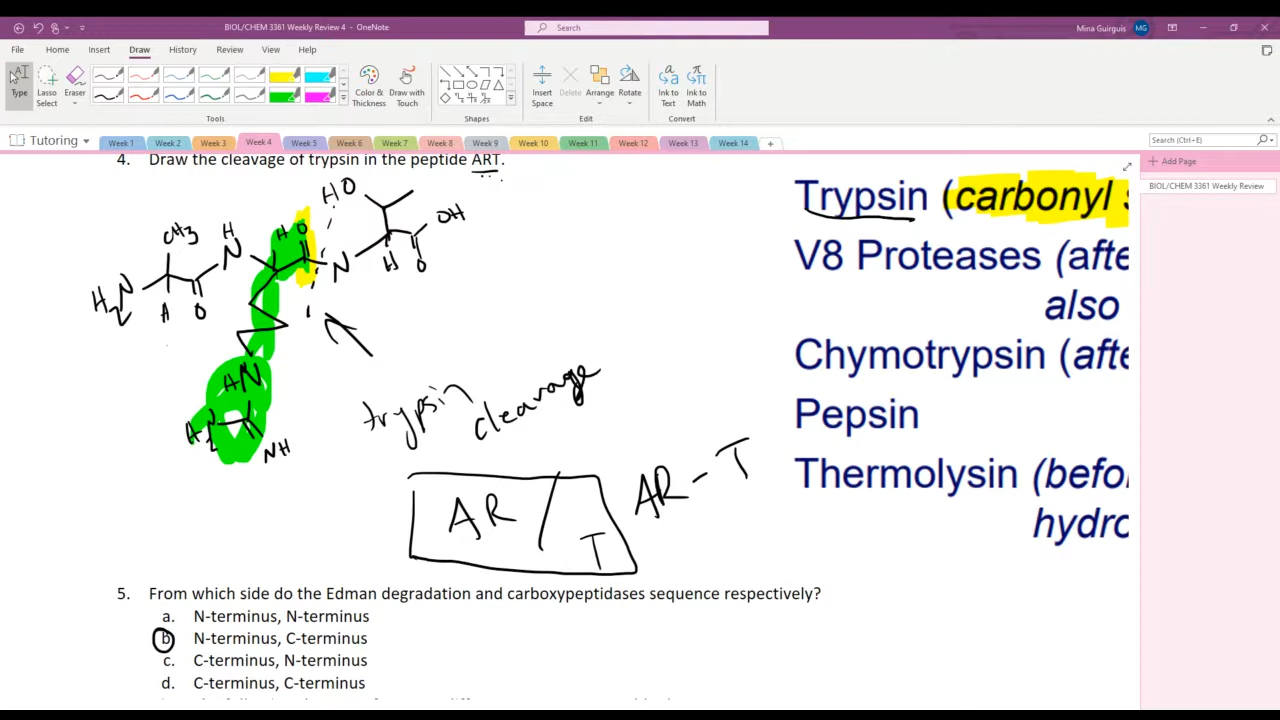 BIOL/CHEM 3361 Weekly Review 4 - OneNote
Search
Mina Guirguis
MG
File Home Insert Draw History Review View Help
Type
Lasso Select
Eraser
Color & Thickness
Draw with Touch
Insert Space
Delete
Arrange
Rotate
Ink to Text
Ink to Math
Tools
Shapes
Edit
Convert
Tutoring
Week 1 Week 2 Week 3 Week 4 Week 5 Week 6 Week 7 Week 8 Week 9 Week 10 Week 11 Week 12 Week 13 Week 14
Search (Ctrl+E)
Add Page
BIOL/CHEM 3361 Weekly Review
4. Draw the cleavage of trypsin in the peptide ART.
HO
OH
CH3
H
N
H O
N
H2N
H
O
H
O
HN
H2N
NH
trypsin
cleavage
AR / T
AR - T
Trypsin (carbonyl s
V8 Proteases (afte
also
Chymotrypsin (afte
Pepsin
Thermolysin (befo
hydro
5. From which side do the Edman degradation and carboxypeptidases sequence respectively?
a. N-terminus, N-terminus
b. N-terminus, C-terminus
c. C-terminus, N-terminus
d. C-terminus, C-terminus